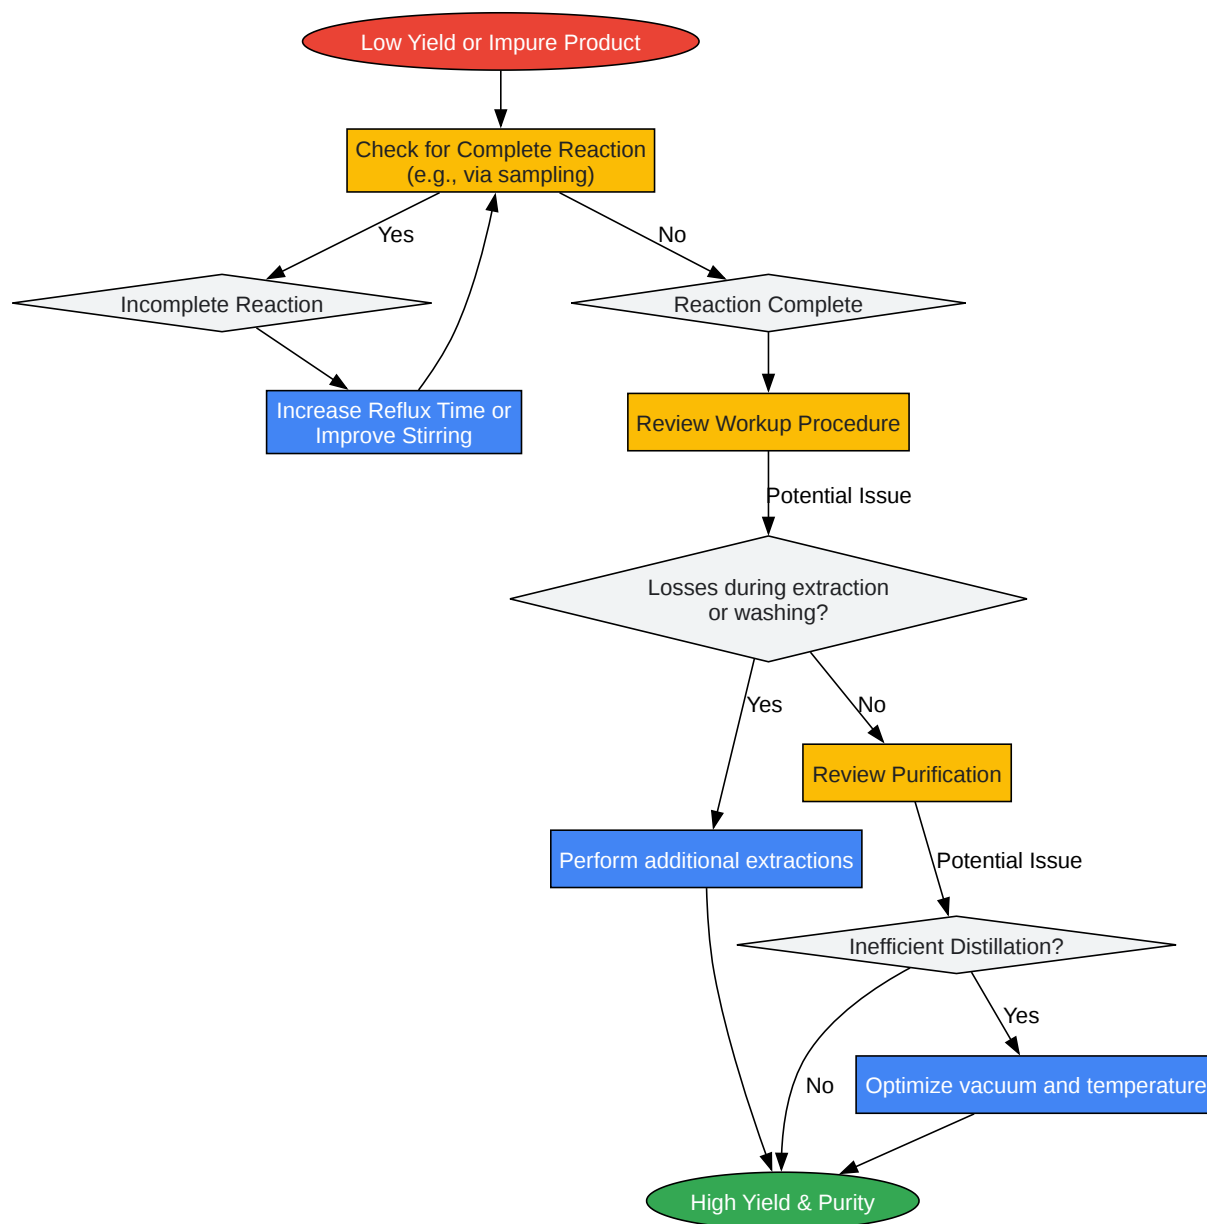 Low Yield or Impure Product
Check for Complete Reaction
(e.g., via sampling)
Yes
No
Incomplete Reaction
Reaction Complete
Increase Reflux Time or
Improve Stirring
Review Workup Procedure
Potential Issue
Losses during extraction
or washing?
Yes
No
Review Purification
Perform additional extractions
Potential Issue
Inefficient Distillation?
Yes
No
Optimize vacuum and temperature
High Yield & Purity